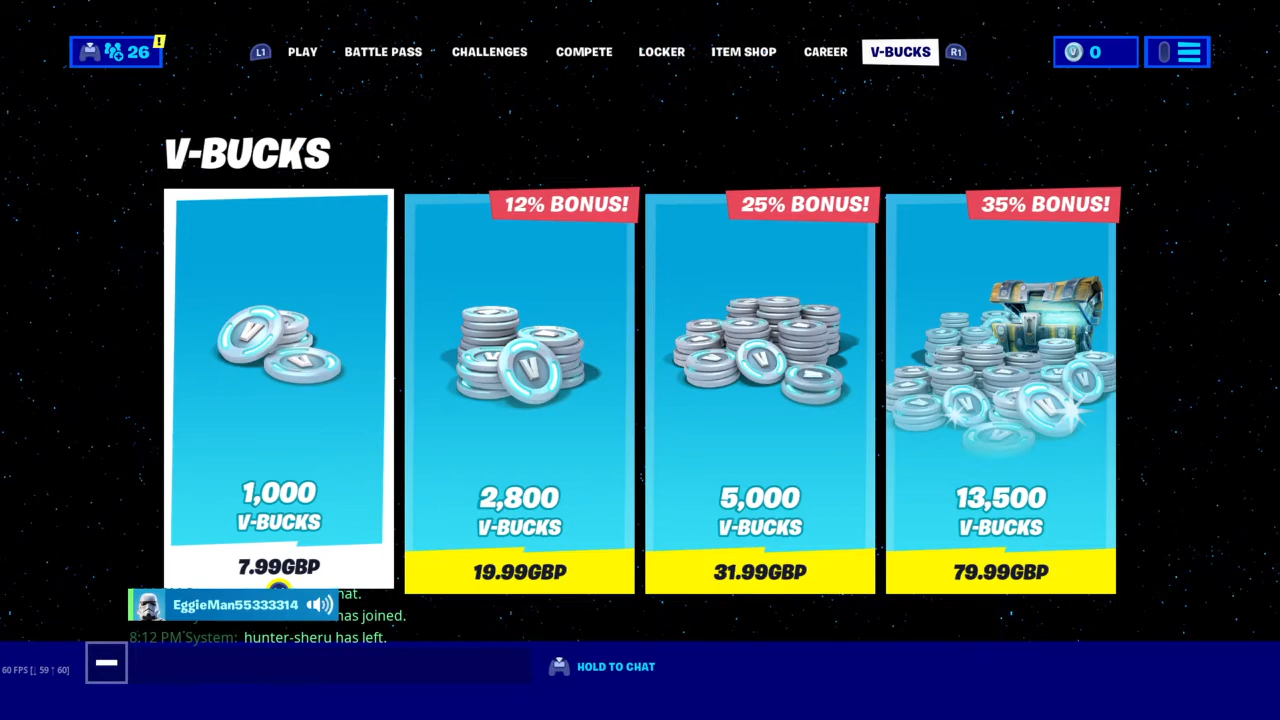 26
!
L1
PLAY
BATTLE PASS
CHALLENGES
COMPETE
LOCKER
ITEM SHOP
CAREER
V-BUCKS
R1
0
V-BUCKS
12% BONUS!
25% BONUS!
35% BONUS!
1,000
V-BUCKS
7.99GBP
2,800
V-BUCKS
19.99GBP
5,000
V-BUCKS
31.99GBP
13,500
V-BUCKS
79.99GBP
EggieMan55333314
hat.
has joined.
8:12 PM System: hunter-sheru has left.
60 FPS [↓ 59 ↑ 60]
HOLD TO CHAT